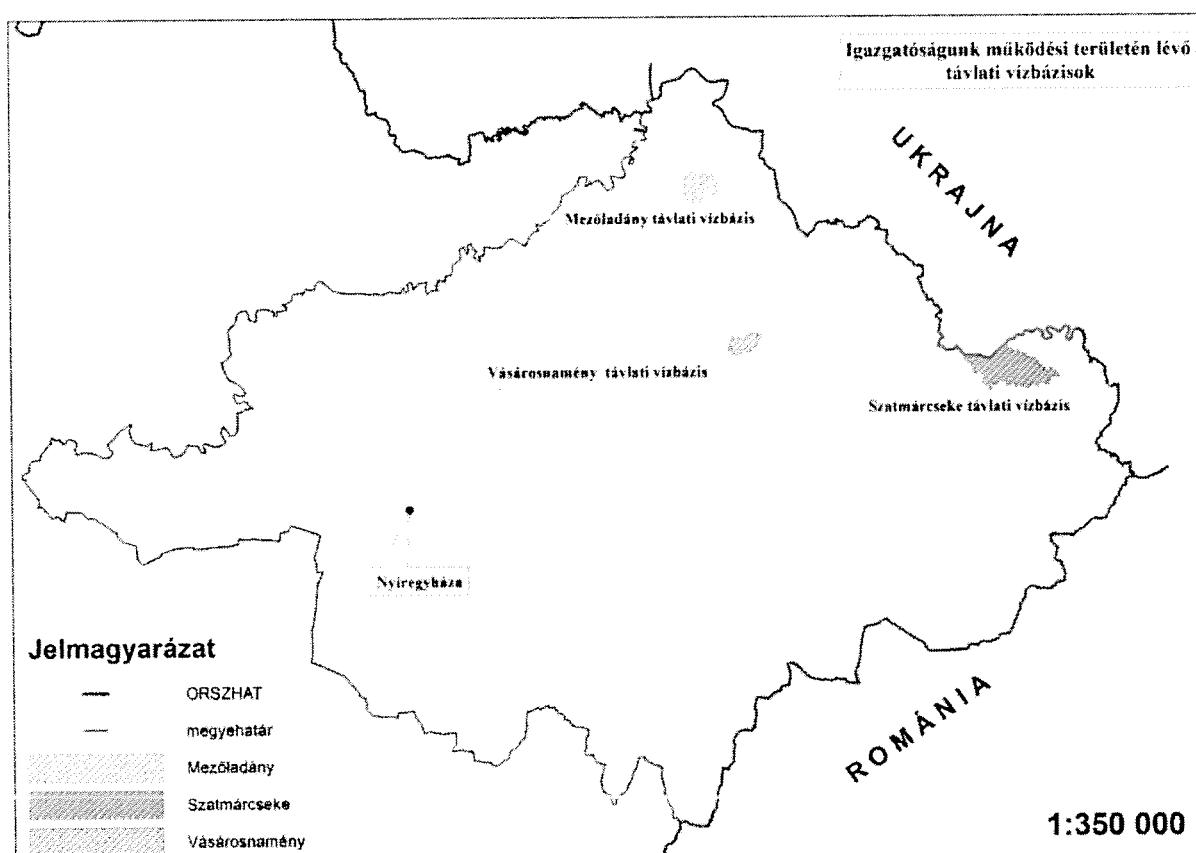 Igazgatóságunk működési területén lévő
távlati vízbázisok
UKRAJNA
Mezőladány távlati vízbázis
Vásárosnamény távlati vízbázis
Szatmárcseke távlati vízbázis
Nyíregyháza
Jelmagyarázat
ORSZHAT
megyehatár
Mezőladány
Szatmárcseke
Vásárosnamény
ROMÁNIA
1:350 000